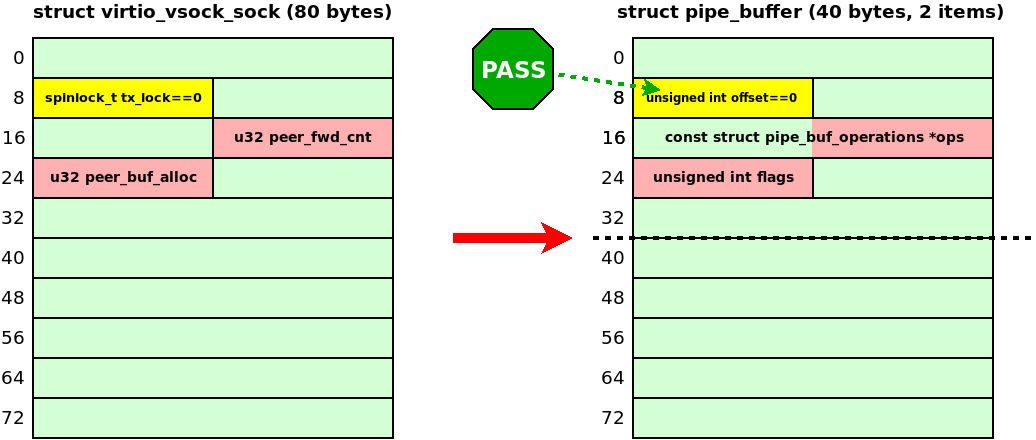 struct virtio_vsock_sock (80 bytes)
0
8
spinlock_t tx_lock==0
16
u32 peer_fwd_cnt
24
u32 peer_buf_alloc
32
40
48
56
64
72
PASS
struct pipe_buffer (40 bytes, 2 items)
0
8
unsigned int offset==0
16
const struct pipe_buf_operations *ops
24
unsigned int flags
32
40
48
56
64
72